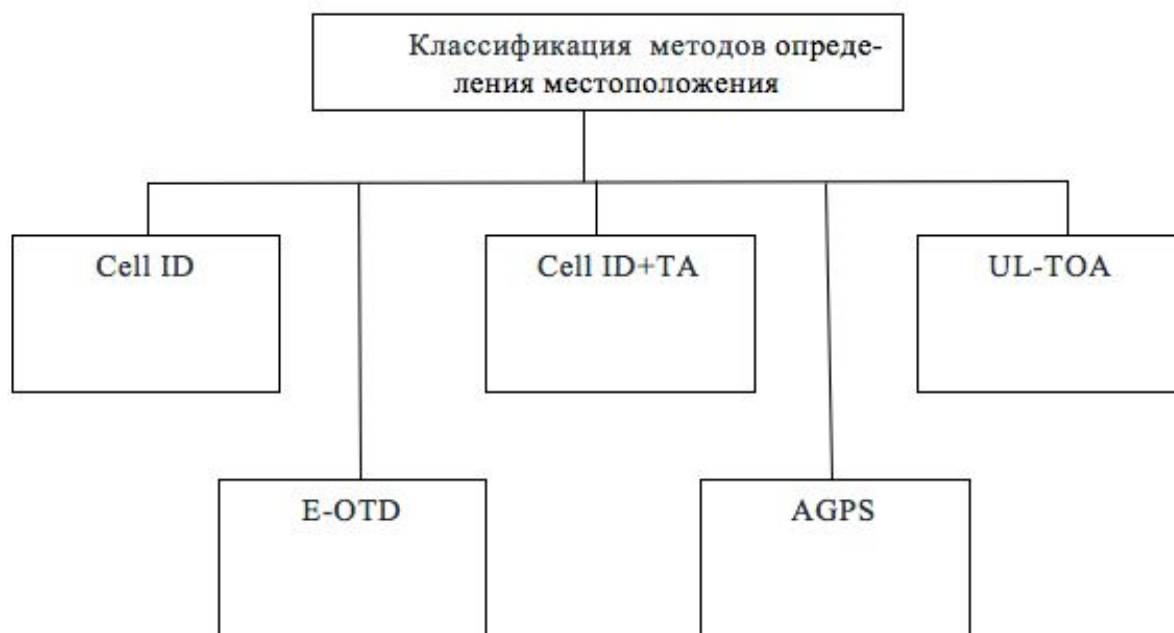 Классификация методов опреде-
ления местоположения
Cell ID
Cell ID+TA
UL-TOA
E-OTD
AGPS